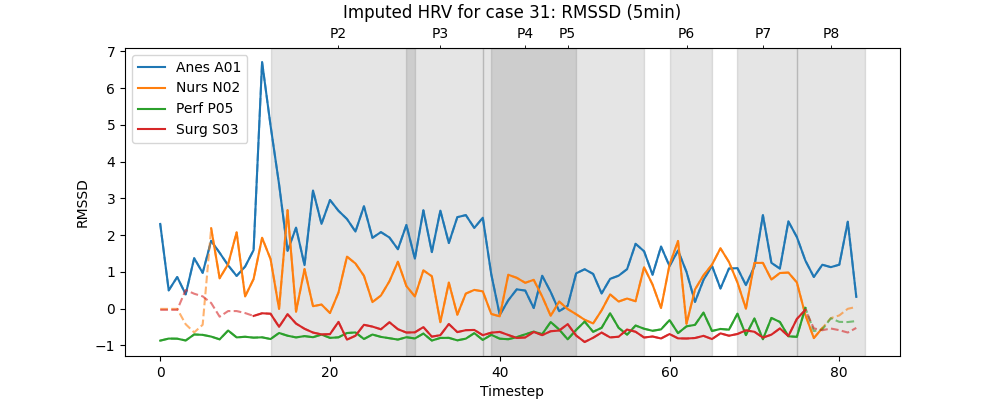 Imputed HRV for case 31: RMSSD (5min)
P2 P3 P4 P5 P6 P7 P8
Anes A01
Nurs N02
Perf P05
Surg S03
7
6
5
4
3
2
1
0
−1
RMSSD
0 20 40 60 80
Timestep